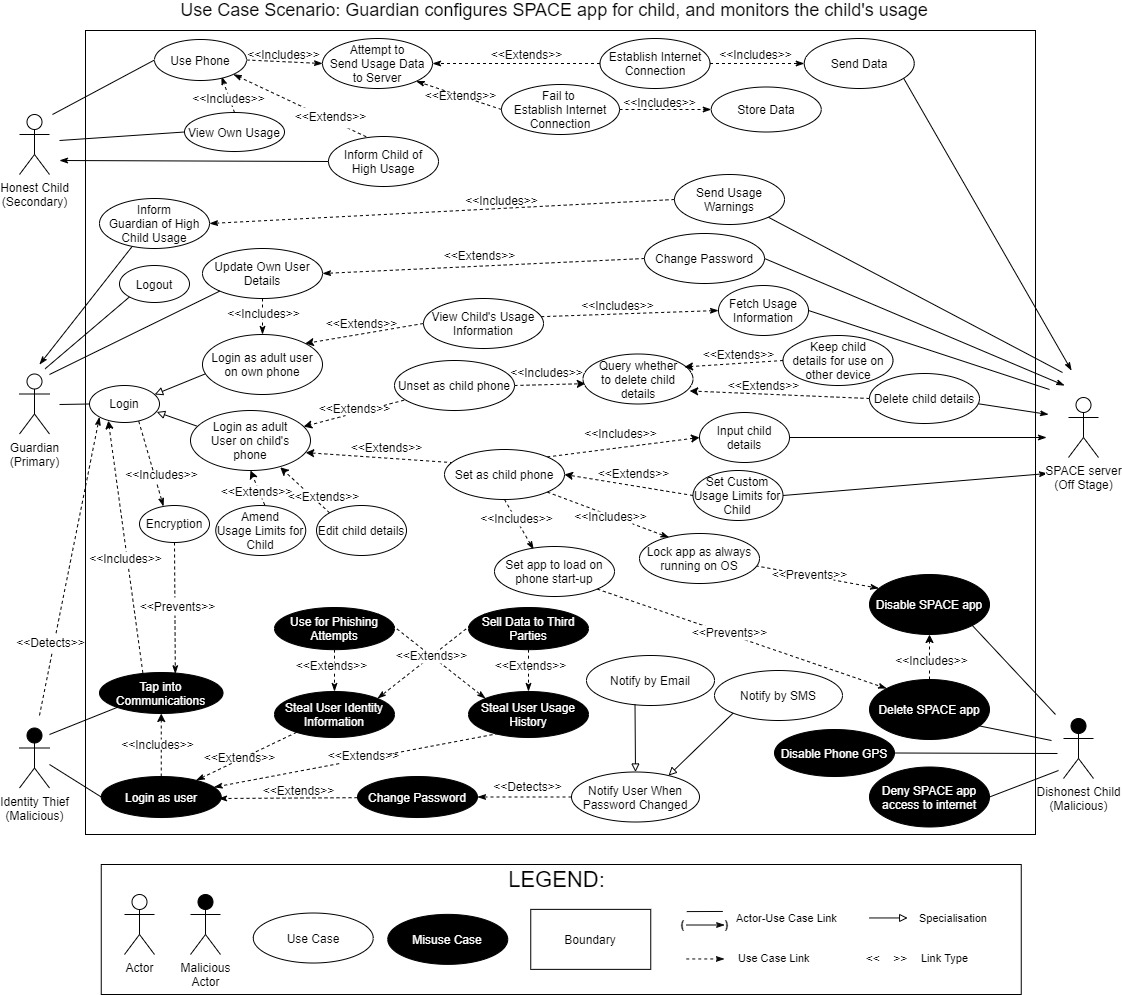 Use Case Scenario: Guardian configures SPACE app for child, and monitors the child's usage
Use Phone
<<Includes>>
Attempt to
Send Usage Data
to Server
<<Extends>>
Establish Internet
Connection
<<Includes>>
Send Data
<<Includes>>
<<Extends>>
<<Extends>>
Fail to
Establish Internet
Connection
<<Includes>>
Store Data
View Own Usage
Inform Child of
High Usage
Honest Child
(Secondary)
Inform
Guardian of High
Child Usage
<<Includes>>
Send Usage
Warnings
Logout
Update Own User
Details
<<Extends>>
Change Password
<<Includes>>
<<Extends>>
View Child's Usage
Information
<<Includes>>
Fetch Usage
Information
Login as adult user
on own phone
Unset as child phone
<<Includes>>
Query whether
to delete child
details
<<Extends>>
Keep child
details for use on
other device
<<Extends>>
Delete child details
Guardian
(Primary)
Login
<<Extends>>
Login as adult
User on child's
phone
<<Extends>>
<<Includes>>
Input child
details
Set as child phone
<<Extends>>
Set Custom
Usage Limits for
Child
SPACE server
(Off Stage)
<<Includes>>
<<Extends>>
<<Extends>>
Encryption
Amend
Usage Limits for
Child
Edit child details
<<Includes>>
<<Includes>>
<<Includes>>
Set app to load on
phone start-up
Lock app as always
running on OS
<<Prevents>>
Disable SPACE app
<<Prevents>>
<<Detects>>
Use for Phishing
Attempts
Sell Data to Third
Parties
<<Prevents>>
<<Extends>>
<<Extends>>
<<Extends>>
<<Includes>>
Tap into
Communications
Steal User Identity
Information
Steal User Usage
History
Notify by Email
Notify by SMS
Delete SPACE app
<<Includes>>
<<Extends>>
<<Extends>>
Disable Phone GPS
Identity Thief
(Malicious)
Login as user
<<Extends>>
Change Password
<<Detects>>
Notify User When
Password Changed
Deny SPACE app
access to internet
Dishonest Child
(Malicious)
LEGEND:
Actor
Malicious
Actor
Use Case
Misuse Case
Boundary
( )
Actor-Use Case Link
Specialisation
Use Case Link
<< >>
Link Type